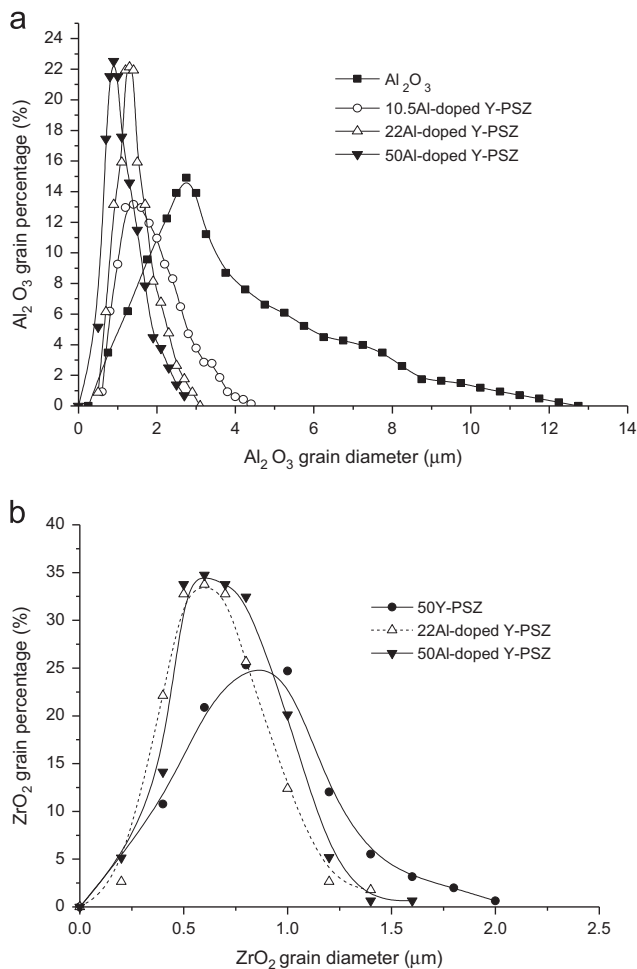 a
24
22
20
18
16
14
12
10
8
6
4
2
0
Al2O3 grain percentage (%)
Al2O3
10.5Al-doped Y-PSZ
22Al-doped Y-PSZ
50Al-doped Y-PSZ
0 2 4 6 8 10 12 14
Al2O3 grain diameter (μm)
b
40
35
30
25
20
15
10
5
0
ZrO2 grain percentage (%)
50Y-PSZ
22Al-doped Y-PSZ
50Al-doped Y-PSZ
0.0 0.5 1.0 1.5 2.0 2.5
ZrO2 grain diameter (μm)